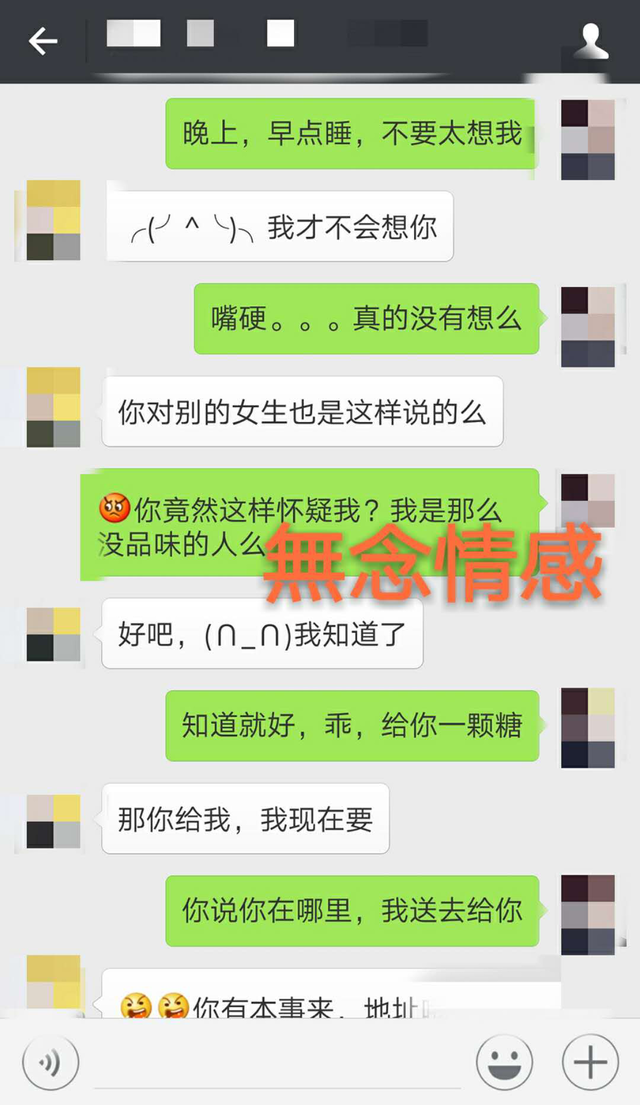 晚上，早点睡，不要太想我
╭(╯^╰)╮我才不会想你
嘴硬。。。真的没有想么
你对别的女生也是这样说的么
😡你竟然这样怀疑我？我是那么
没品味的人么
無念情感
好吧，(∩_∩)我知道了
知道就好，乖，给你一颗糖
那你给我，我现在要
你说你在哪里，我送去给你
你有本事来，地址